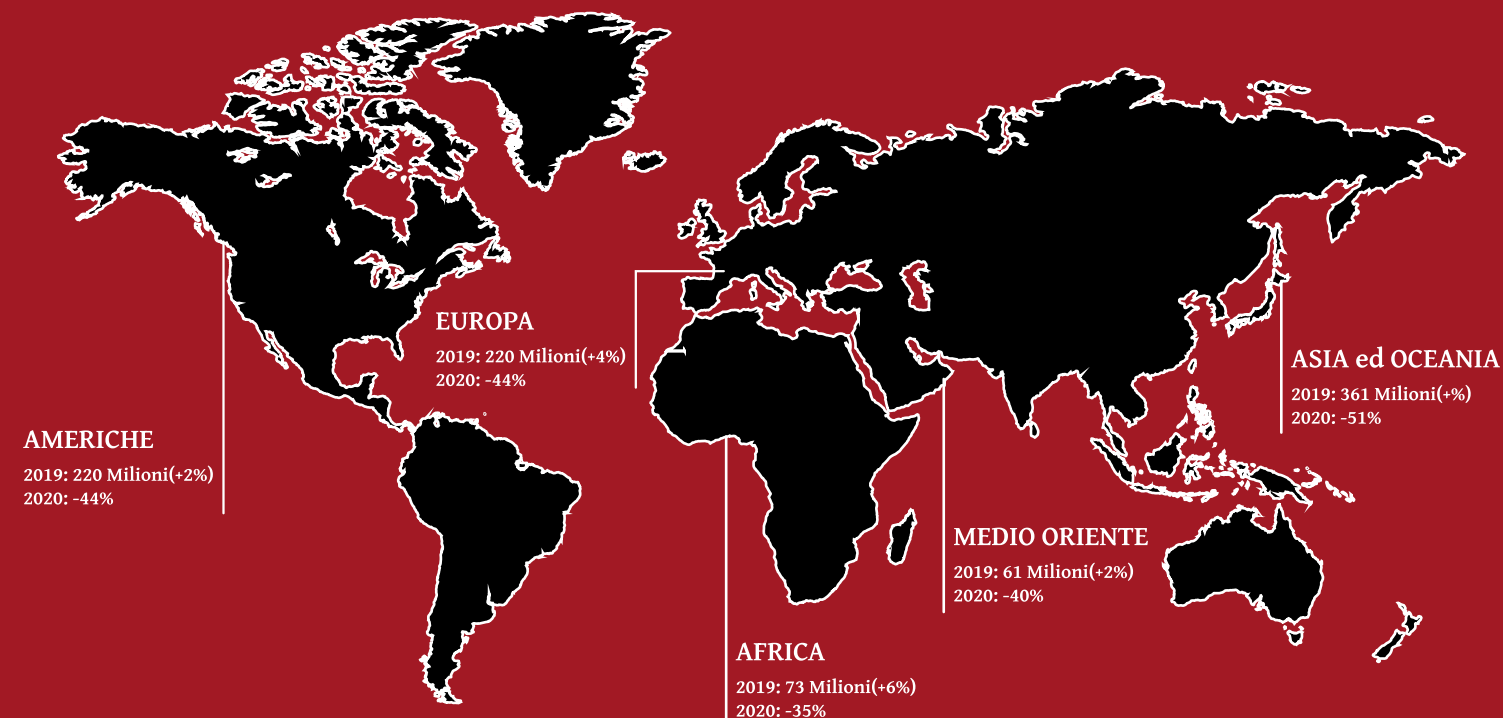 EUROPA
2019: 220 Milioni(+4%)
2020: -44%
ASIA ed OCEANIA
2019: 361 Milioni(+%)
2020: -51%
AMERICHE
2019: 220 Milioni(+2%)
2020: -44%
MEDIO ORIENTE
2019: 61 Milioni(+2%)
2020: -40%
AFRICA
2019: 73 Milioni(+6%)
2020: -35%